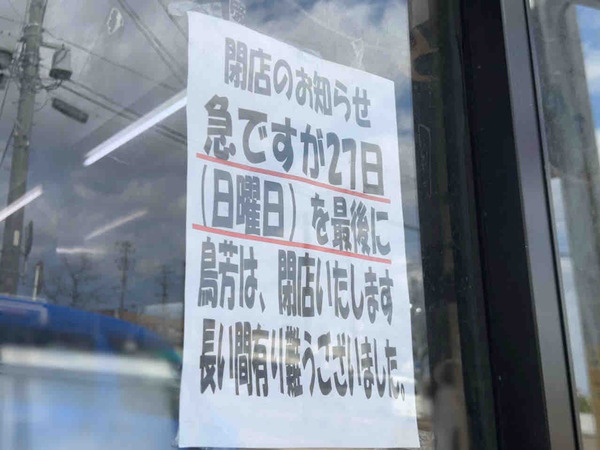 閉店のお知らせ
急ですが27日
（日曜日）を最後に
鳥芳は、閉店いたします
長い間有り難うございました。